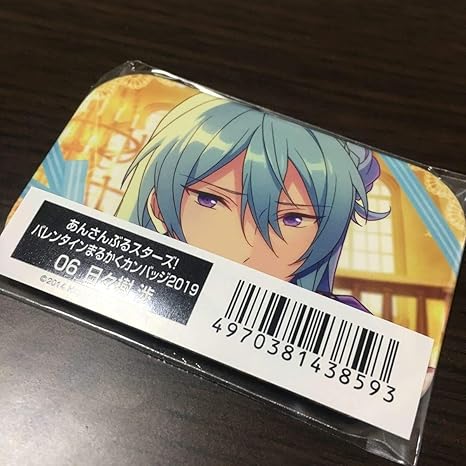 あんさんぶるスターズ!
バレンタインまるかくカンバッジ2019
06 日々樹 渉
©2014
4970381438593